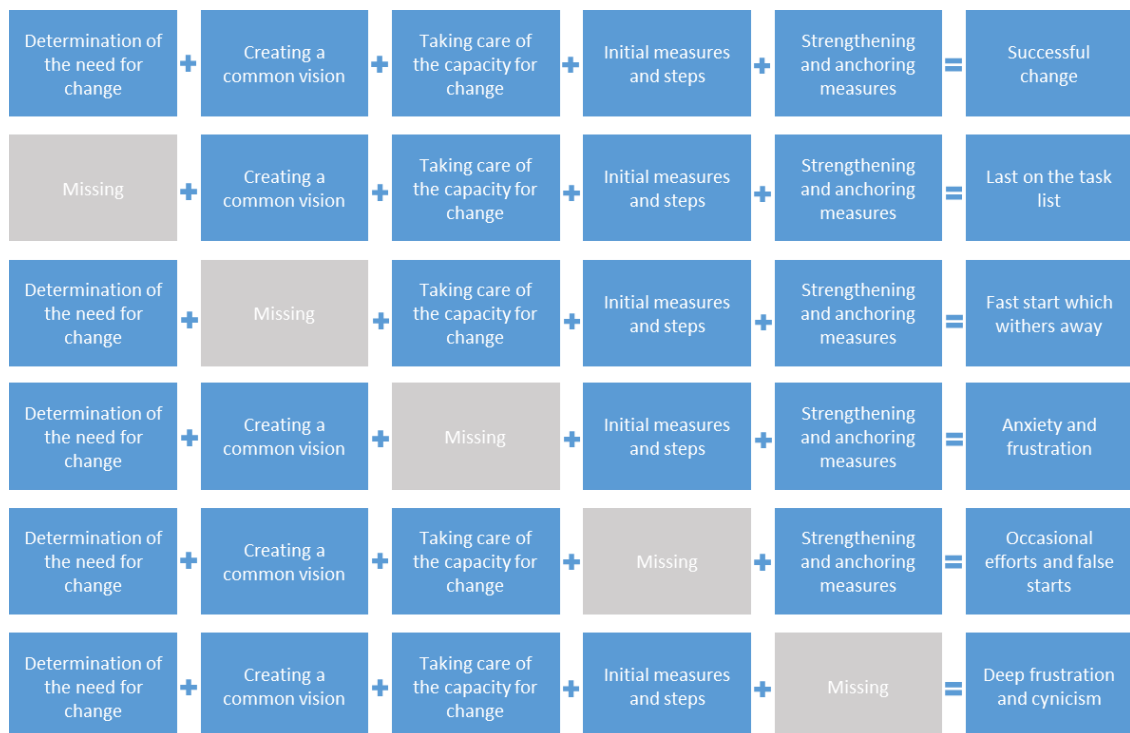 Determination of
the need for
change
+
Creating a
common vision
+
Taking care of
the capacity for
change
+
Initial measures
and steps
+
Strengthening
and anchoring
measures
=
Successful
change
Missing
+
Creating a
common vision
+
Taking care of
the capacity for
change
+
Initial measures
and steps
+
Strengthening
and anchoring
measures
=
Last on the task
list
Determination of
the need for
change
+
Missing
+
Taking care of
the capacity for
change
+
Initial measures
and steps
+
Strengthening
and anchoring
measures
=
Fast start which
withers away
Determination of
the need for
change
+
Creating a
common vision
+
Missing
+
Initial measures
and steps
+
Strengthening
and anchoring
measures
=
Anxiety and
frustration
Determination of
the need for
change
+
Creating a
common vision
+
Taking care of
the capacity for
change
+
Missing
+
Strengthening
and anchoring
measures
=
Occasional
efforts and false
starts
Determination of
the need for
change
+
Creating a
common vision
+
Taking care of
the capacity for
change
+
Initial measures
and steps
+
Missing
=
Deep frustration
and cynicism